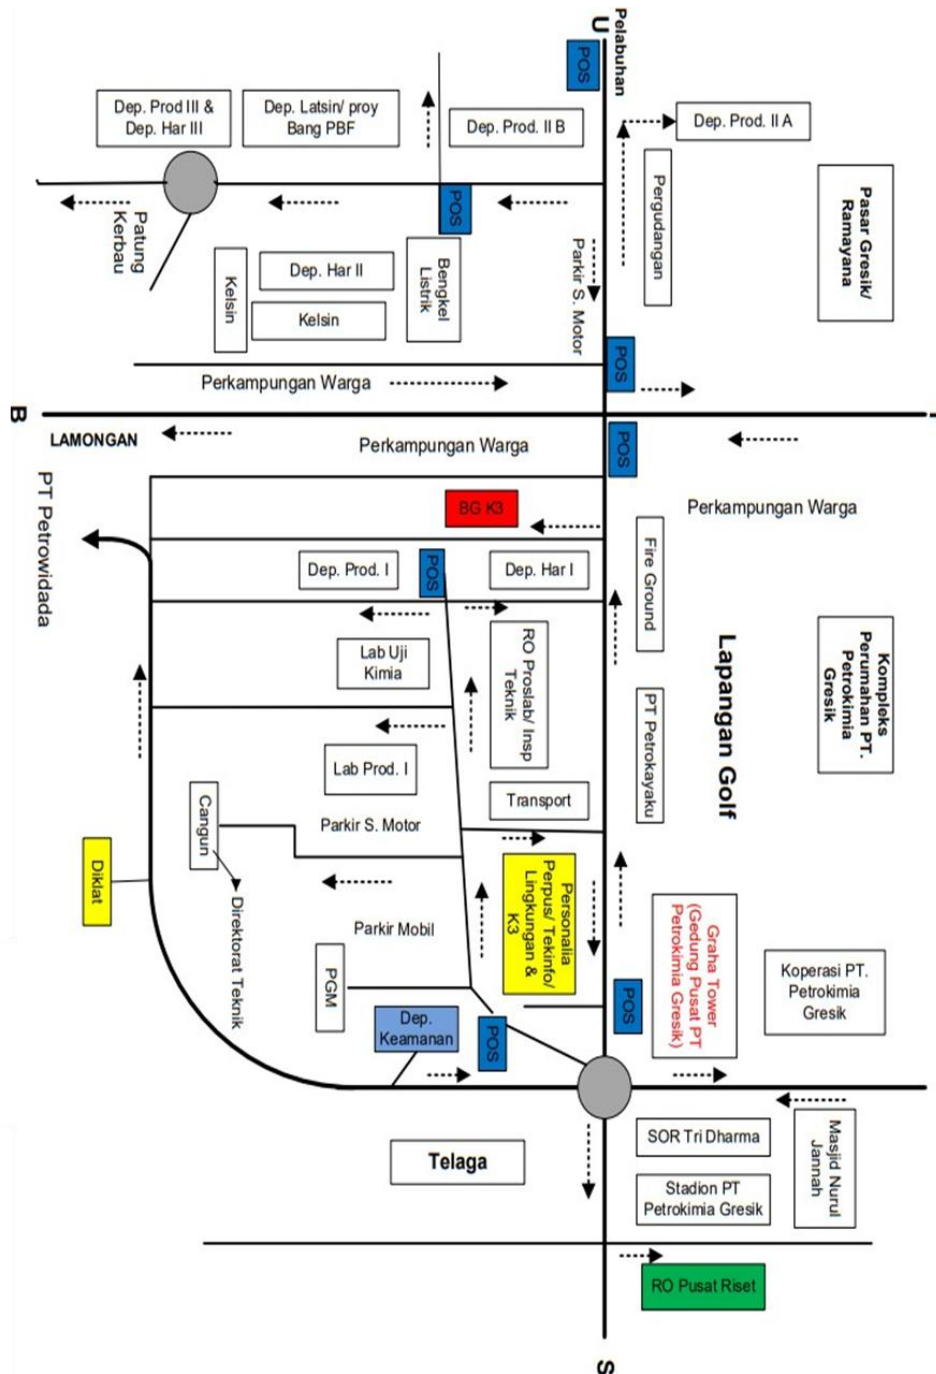 U
Pelabuhan
POS
Dep. Prod III &
Dep. Har III
Dep. Latsin/ proy
Bang PBF
Dep. Prod. II B
Dep. Prod. II A
Pergudangan
Pasar Gresik/
Ramayana
POS
Patung
Kerbau
Kelsin
Dep. Har II
Kelsin
Bengkel
Listrik
Parkir S. Motor
POS
Perkampungan Warga
B
LAMONGAN
Perkampungan Warga
POS
Perkampungan Warga
PT Petrowidada
BG K3
Dep. Prod. I
POS
Dep. Har I
Fire Ground
Lab Uji
Kimia
RO Proslab/ Insp
Teknik
Lapangan Golf
Kompleks
Perumahan PT.
Petrokimia
Gresik
PT Petrokayaku
Lab Prod. I
Transport
Cangun
Parkir S. Motor
Diklat
Direktorat Teknik
Parkir Mobil
Personalia
Perpus/ Tekinfo/
Lingkungan &
K3
Graha Tower
(Gedung Pusat PT
Petrokimia Gresik)
Koperasi PT.
Petrokimia
Gresik
PGM
POS
Dep.
Keamanan
POS
SOR Tri Dharma
Masjid Nurul
Jannah
Telaga
Stadion PT
Petrokimia Gresik
RO Pusat Riset
S